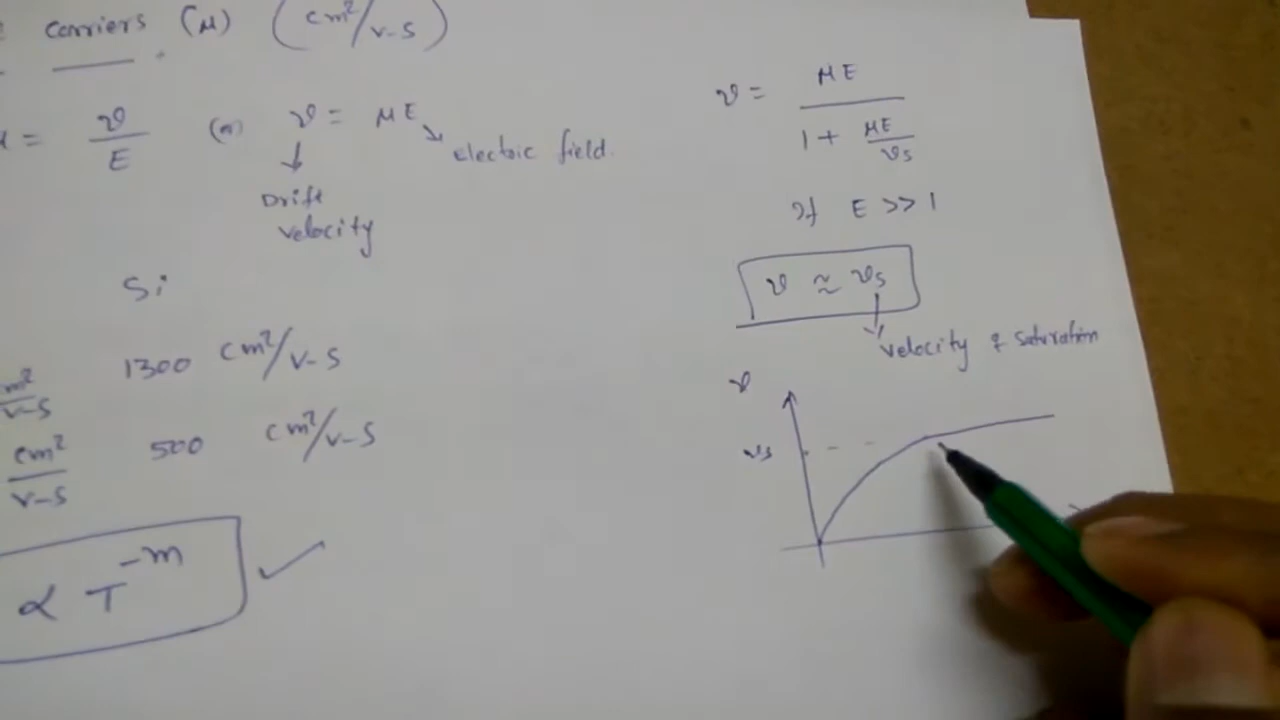 carriers (μ) (cm²/v-s)
μ = v/E (or) v = μE
electric field.
Drift
velocity
Si
cm²/v-s 1300 cm²/v-s
cm²/v-s 500 cm²/v-s
∝ T^-m
v = μE / (1 + μE/vs)
If E >> 1
v ≈ vs
velocity of saturation
v
vs